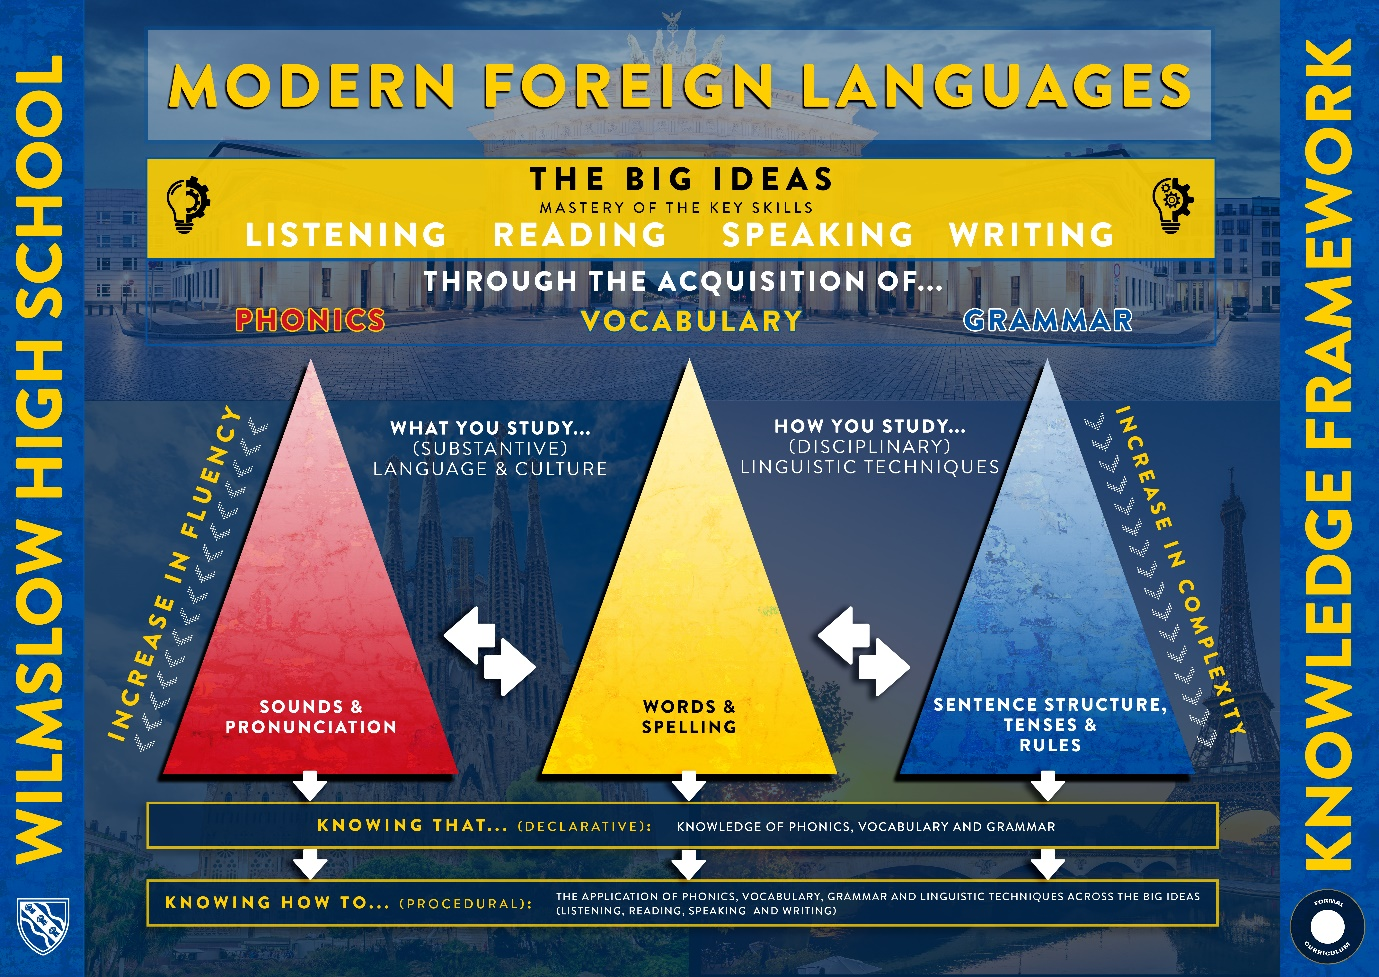 WILMSLOW HIGH SCHOOL
MODERN FOREIGN LANGUAGES
THE BIG IDEAS
MASTERY OF THE KEY SKILLS
LISTENING READING SPEAKING WRITING
THROUGH THE ACQUISITION OF...
PHONICS VOCABULARY GRAMMAR
INCREASE IN FLUENCY
WHAT YOU STUDY...
(SUBSTANTIVE)
LANGUAGE & CULTURE
HOW YOU STUDY...
(DISCIPLINARY)
LINGUISTIC TECHNIQUES
INCREASE IN COMPLEXITY
SOUNDS &
PRONUNCIATION
WORDS &
SPELLING
SENTENCE STRUCTURE,
TENSES &
RULES
KNOWING THAT... (DECLARATIVE): KNOWLEDGE OF PHONICS, VOCABULARY AND GRAMMAR
KNOWING HOW TO... (PROCEDURAL): THE APPLICATION OF PHONICS, VOCABULARY, GRAMMAR AND LINGUISTIC TECHNIQUES ACROSS THE BIG IDEAS
(LISTENING, READING, SPEAKING AND WRITING)
KNOWLEDGE FRAMEWORK
FORMAL
CURRICULUM